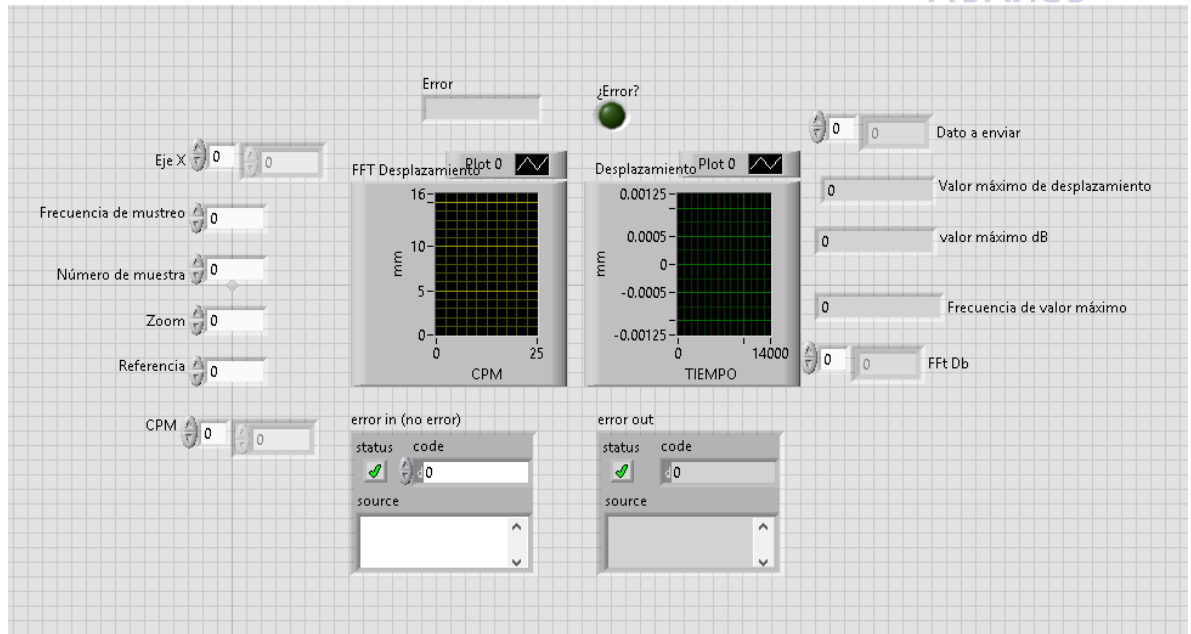 Error
¿Error?
0 0 Dato a enviar
Eje X 0 0
FFT Desplazamiento Plot 0
16
10
5
0
mm
0 25
CPM
Desplazamiento Plot 0
0.00125
0.0005
0
-0.0005
-0.00125
mm
0 14000
TIEMPO
0 Valor máximo de desplazamiento
Frecuencia de mustreo 0
0 valor máximo dB
Número de muestra 0
0 Frecuencia de valor máximo
Zoom 0
0 0 FFt Db
Referencia 0
CPM 0 0
error in (no error)
status code
d 0
source
error out
status code
d 0
source